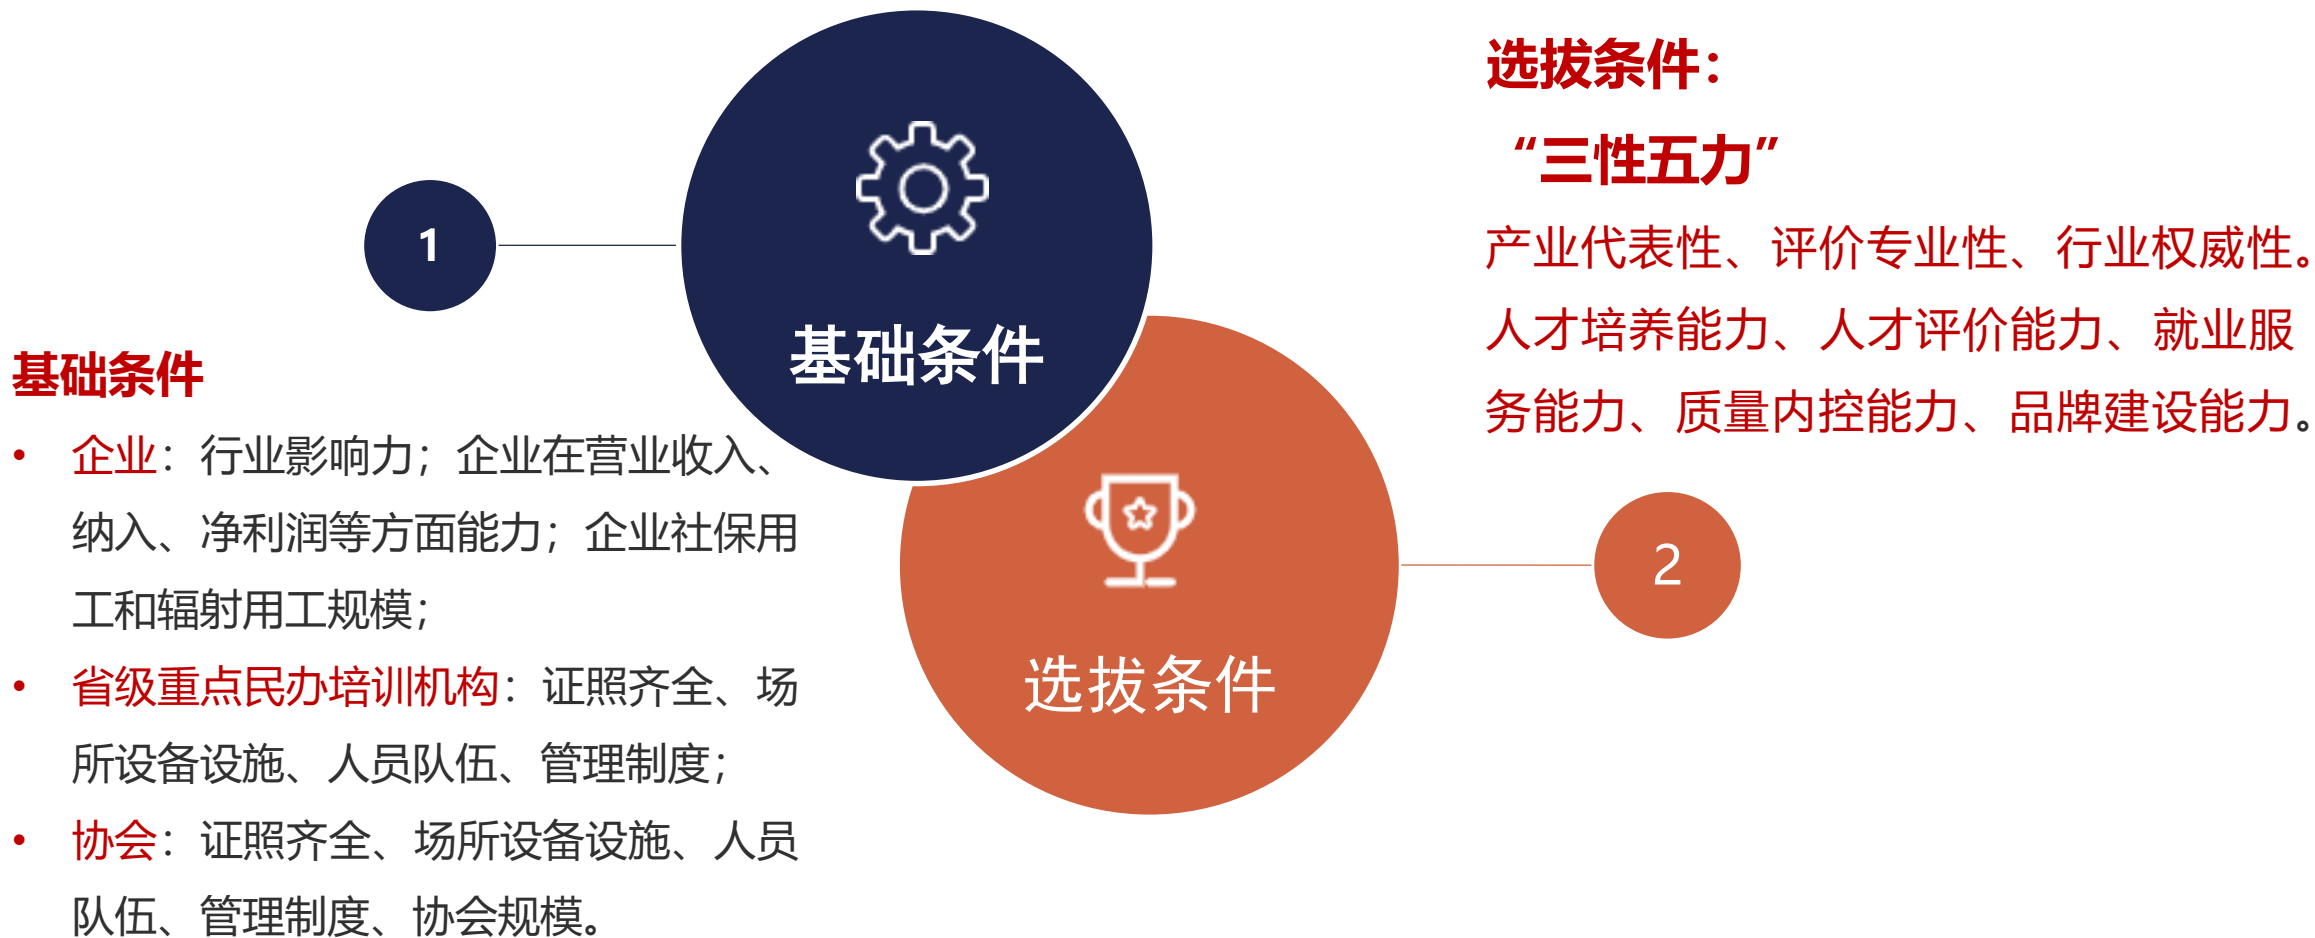 1
基础条件
基础条件
• 企业：行业影响力；企业在营业收入、
纳入、净利润等方面能力；企业社保用
工和辐射用工规模；
• 省级重点民办培训机构：证照齐全、场
所设备设施、人员队伍、管理制度；
• 协会：证照齐全、场所设备设施、人员
队伍、管理制度、协会规模。
选拔条件：
“三性五力”
产业代表性、评价专业性、行业权威性。
人才培养能力、人才评价能力、就业服
务能力、质量内控能力、品牌建设能力。
2
选拔条件